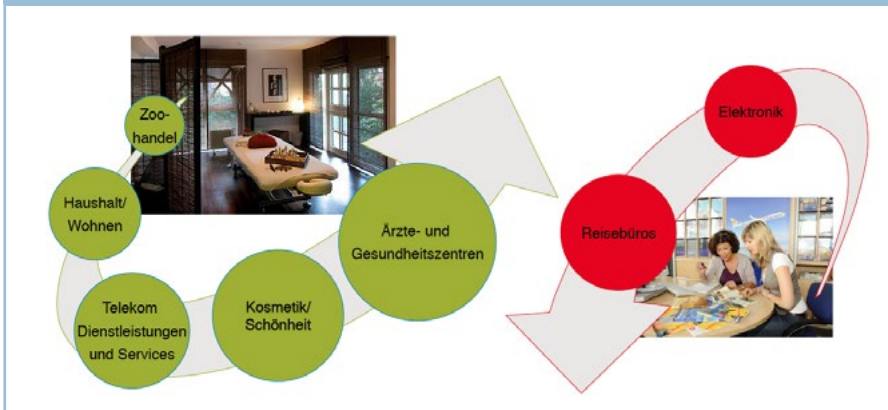 Zoo-
handel
Haushalt/
Wohnen
Telekom
Dienstleistungen
und Services
Kosmetik/
Schönheit
Ärzte- und
Gesundheitszentren
Elektronik
Reisebüros